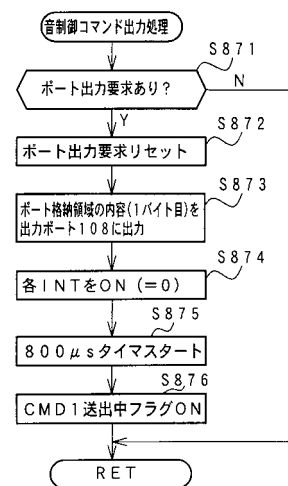 音制御コマンド出力処理
S871
ポート出力要求あり?
N
Y
S872
ポート出力要求リセット
S873
ポート格納領域の内容(1バイト目)を
出力ポート108に出力
S874
各INTをON(=0)
S875
800μsタイマスタート
S876
CMD1送出中フラグON
RET